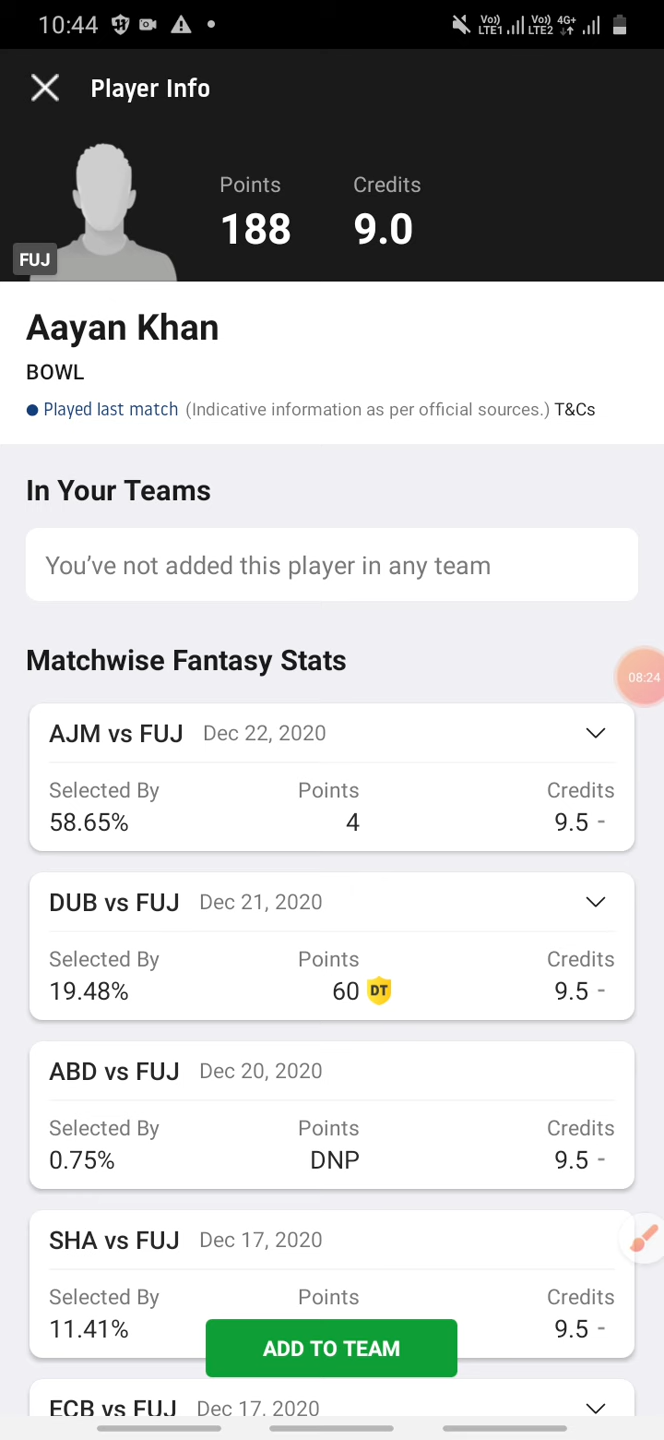 10:44 Vo) LTE1 Vo) LTE2 4G+
Player Info
Points Credits
188 9.0
FUJ
Aayan Khan
BOWL
Played last match (Indicative information as per official sources.) T&Cs
In Your Teams
You’ve not added this player in any team
Matchwise Fantasy Stats
08:24
AJM vs FUJ Dec 22, 2020
Selected By Points Credits
58.65% 4 9.5 -
DUB vs FUJ Dec 21, 2020
Selected By Points Credits
19.48% 60 DT 9.5 -
ABD vs FUJ Dec 20, 2020
Selected By Points Credits
0.75% DNP 9.5 -
SHA vs FUJ Dec 17, 2020
Selected By Points Credits
11.41% 9.5 -
ADD TO TEAM
ECB vs FUJ Dec 17, 2020